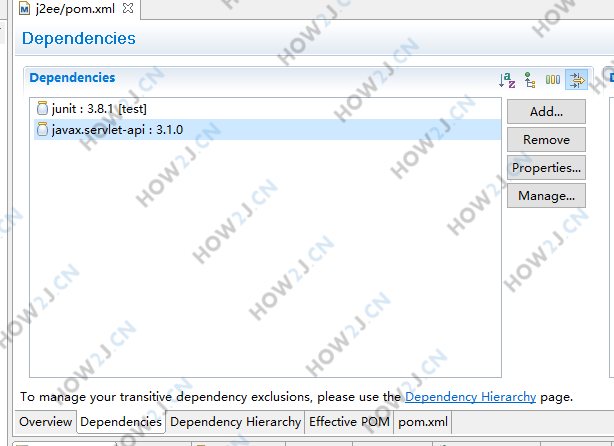 j2ee/pom.xml
Dependencies
Dependencies
junit : 3.8.1 [test]
javax.servlet-api : 3.1.0
Add...
Remove
Properties...
Manage...
To manage your transitive dependency exclusions, please use the Dependency Hierarchy page.
Overview Dependencies Dependency Hierarchy Effective POM pom.xml
HOW2J.CN